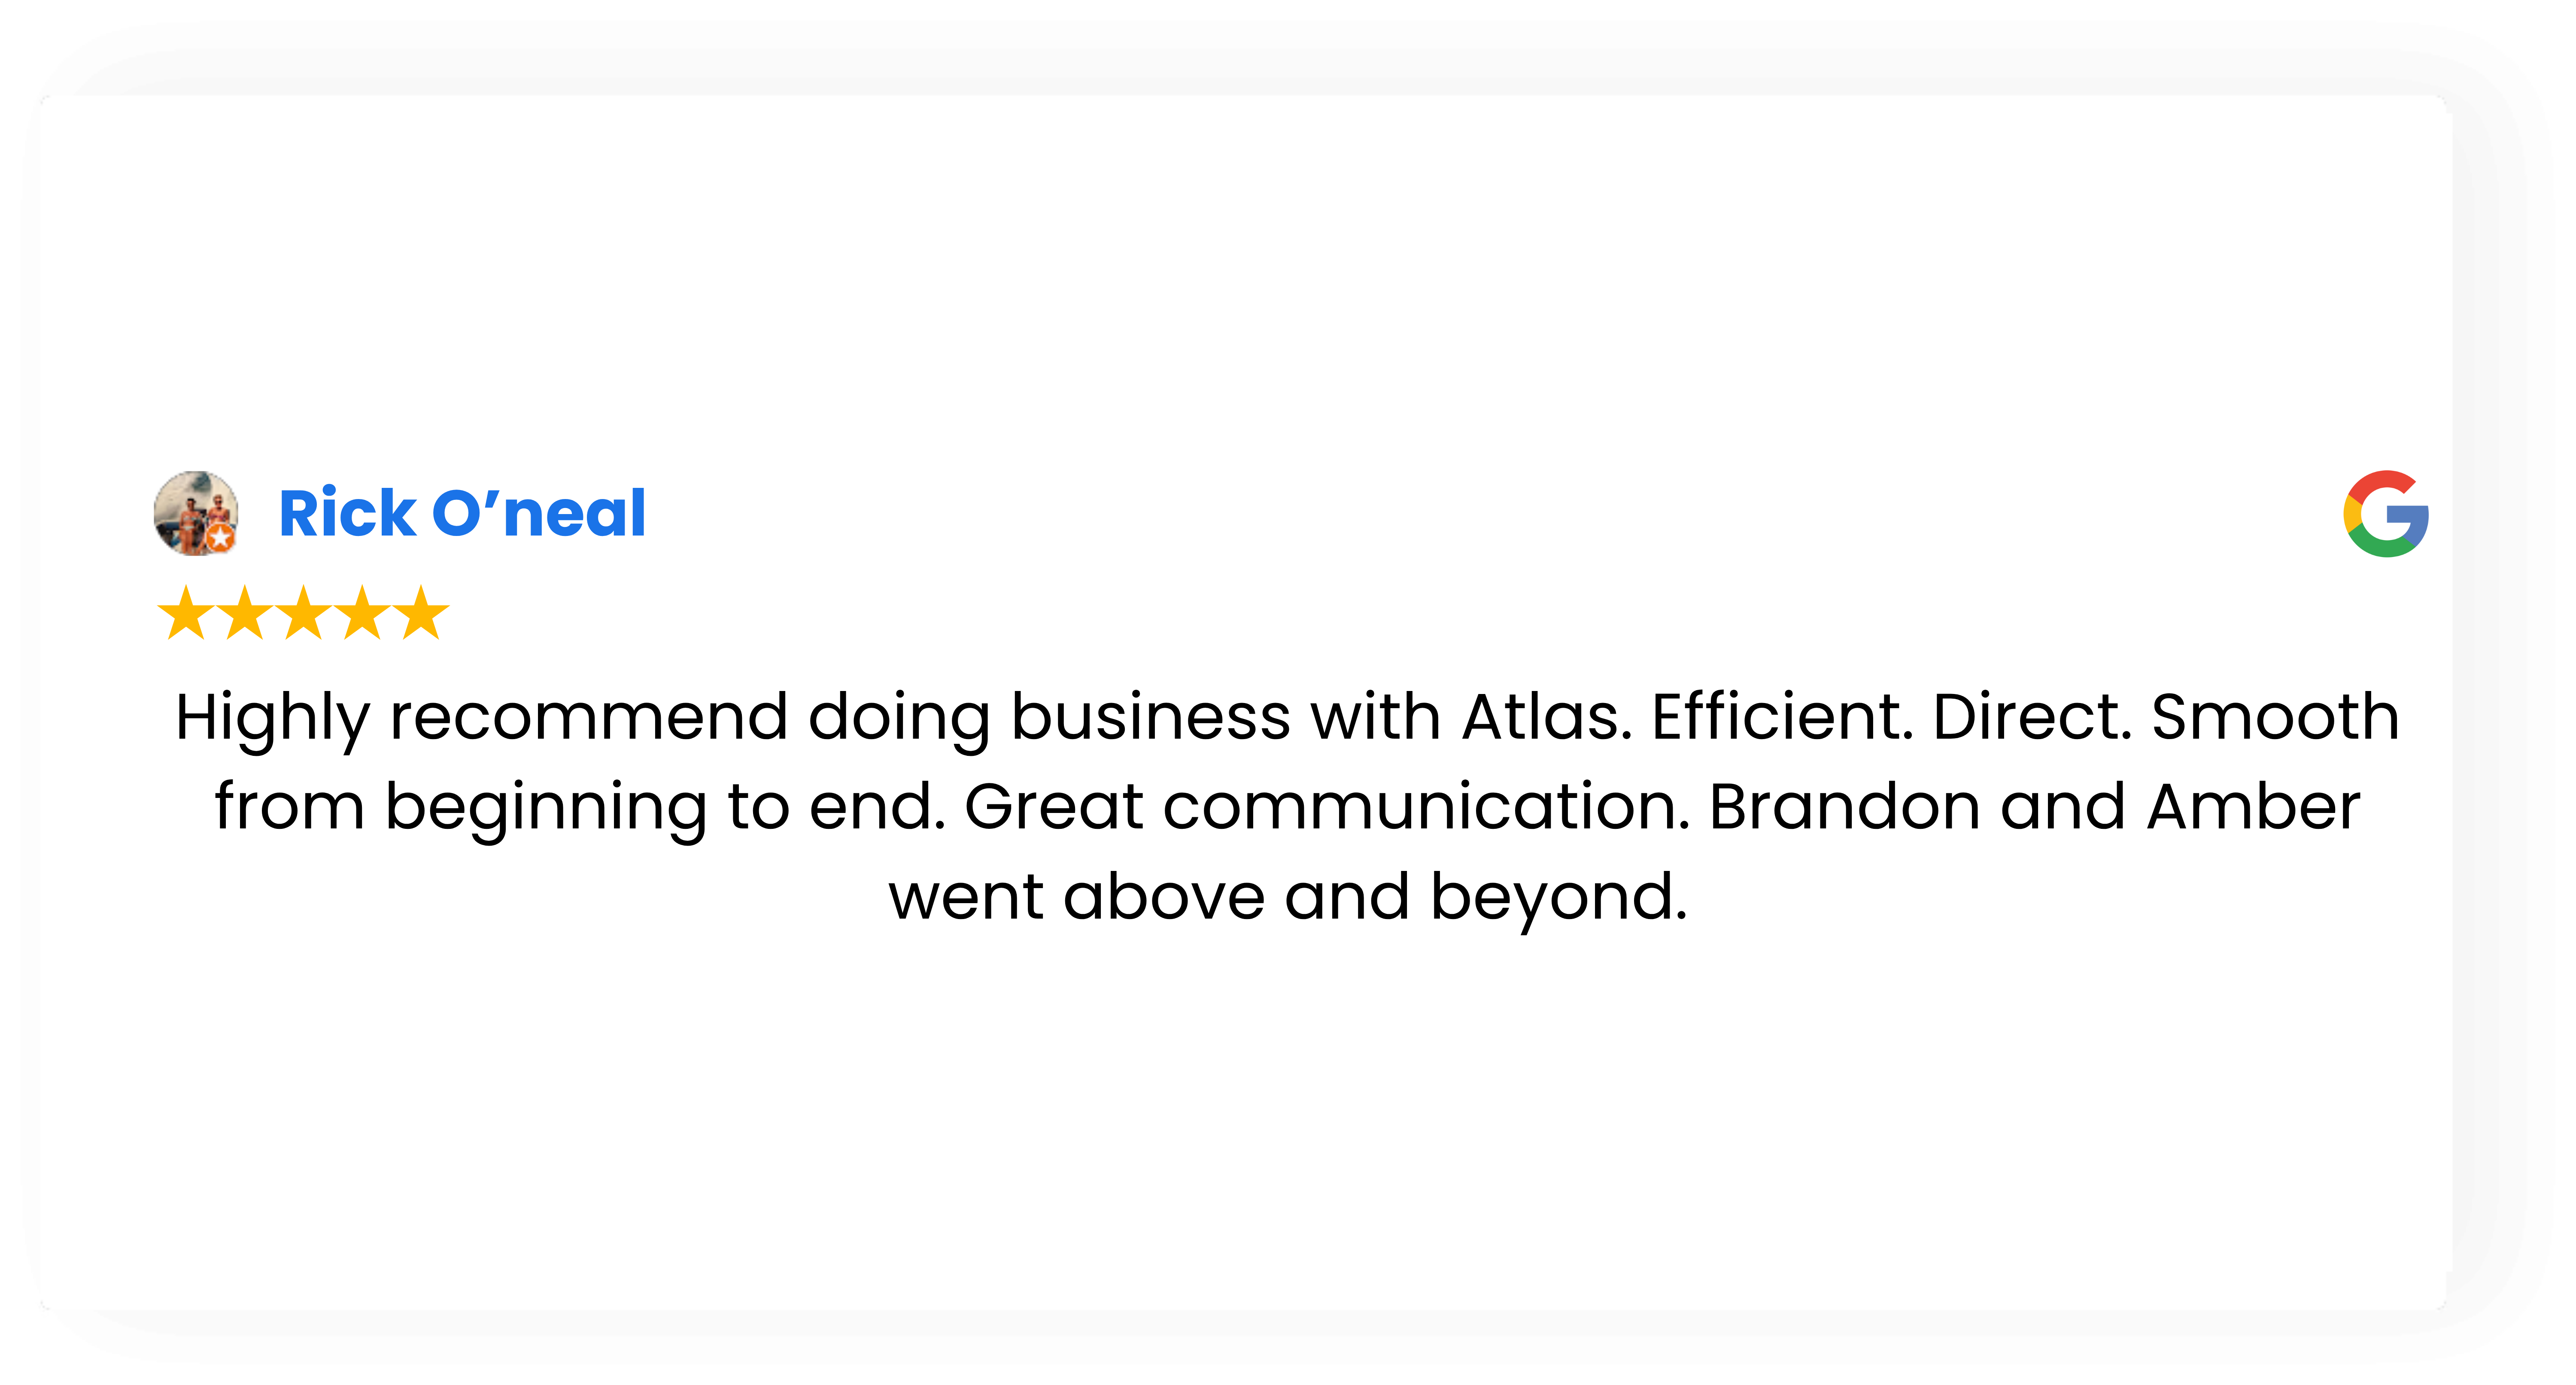 Rick O’neal
★★★★★
Highly recommend doing business with Atlas. Efficient. Direct. Smooth
from beginning to end. Great communication. Brandon and Amber
went above and beyond.